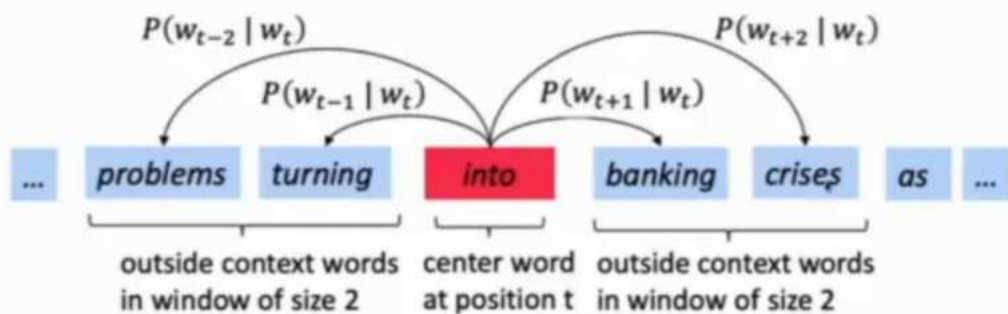 P(w_{t-2} | w_t) P(w_{t+2} | w_t)
P(w_{t-1} | w_t) P(w_{t+1} | w_t)
... problems turning into banking crises as ...
outside context words center word outside context words
in window of size 2 at position t in window of size 2